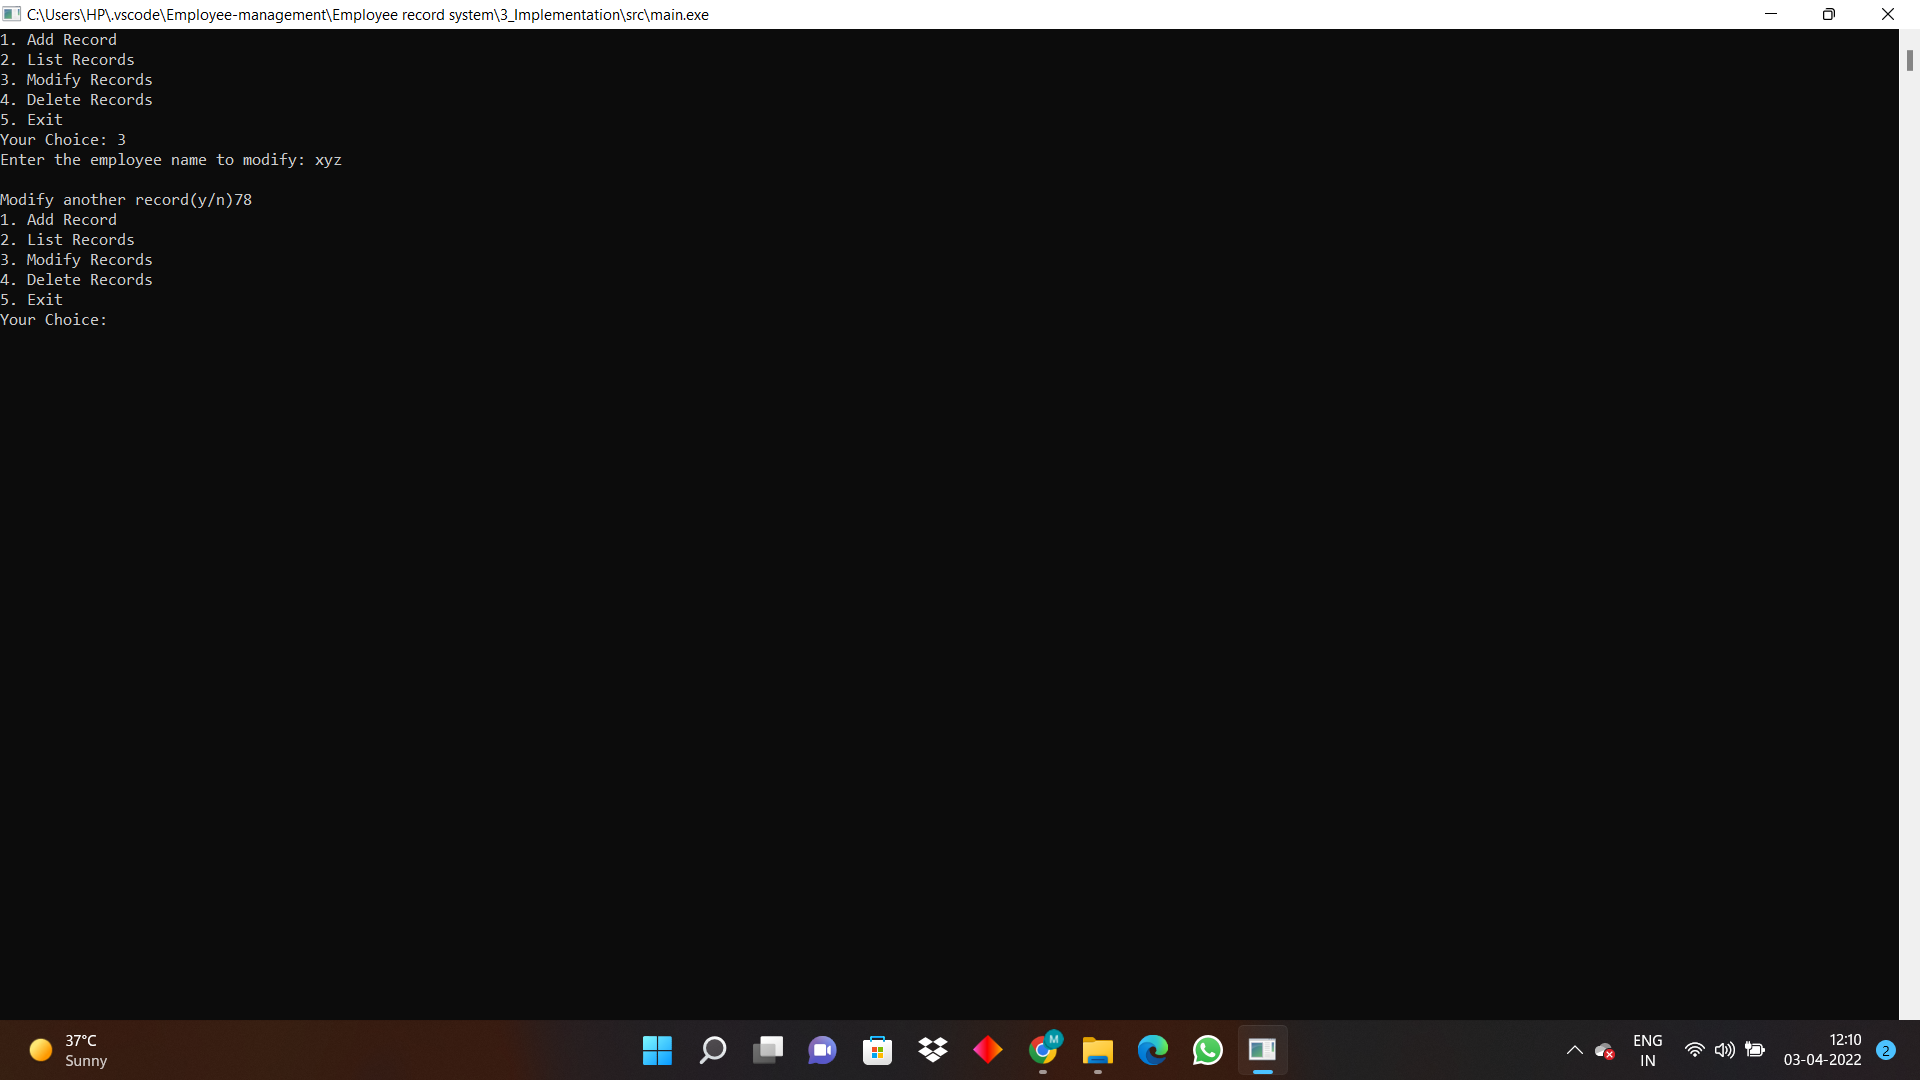 C:\Users\HP\.vscode\Employee-management\Employee record system\3_Implementation\src\main.exe
1. Add Record
2. List Records
3. Modify Records
4. Delete Records
5. Exit
Your Choice: 3
Enter the employee name to modify: xyz
Modify another record(y/n)78
1. Add Record
2. List Records
3. Modify Records
4. Delete Records
5. Exit
Your Choice:
37°C
Sunny
M
ENG
IN
12:10
03-04-2022
2